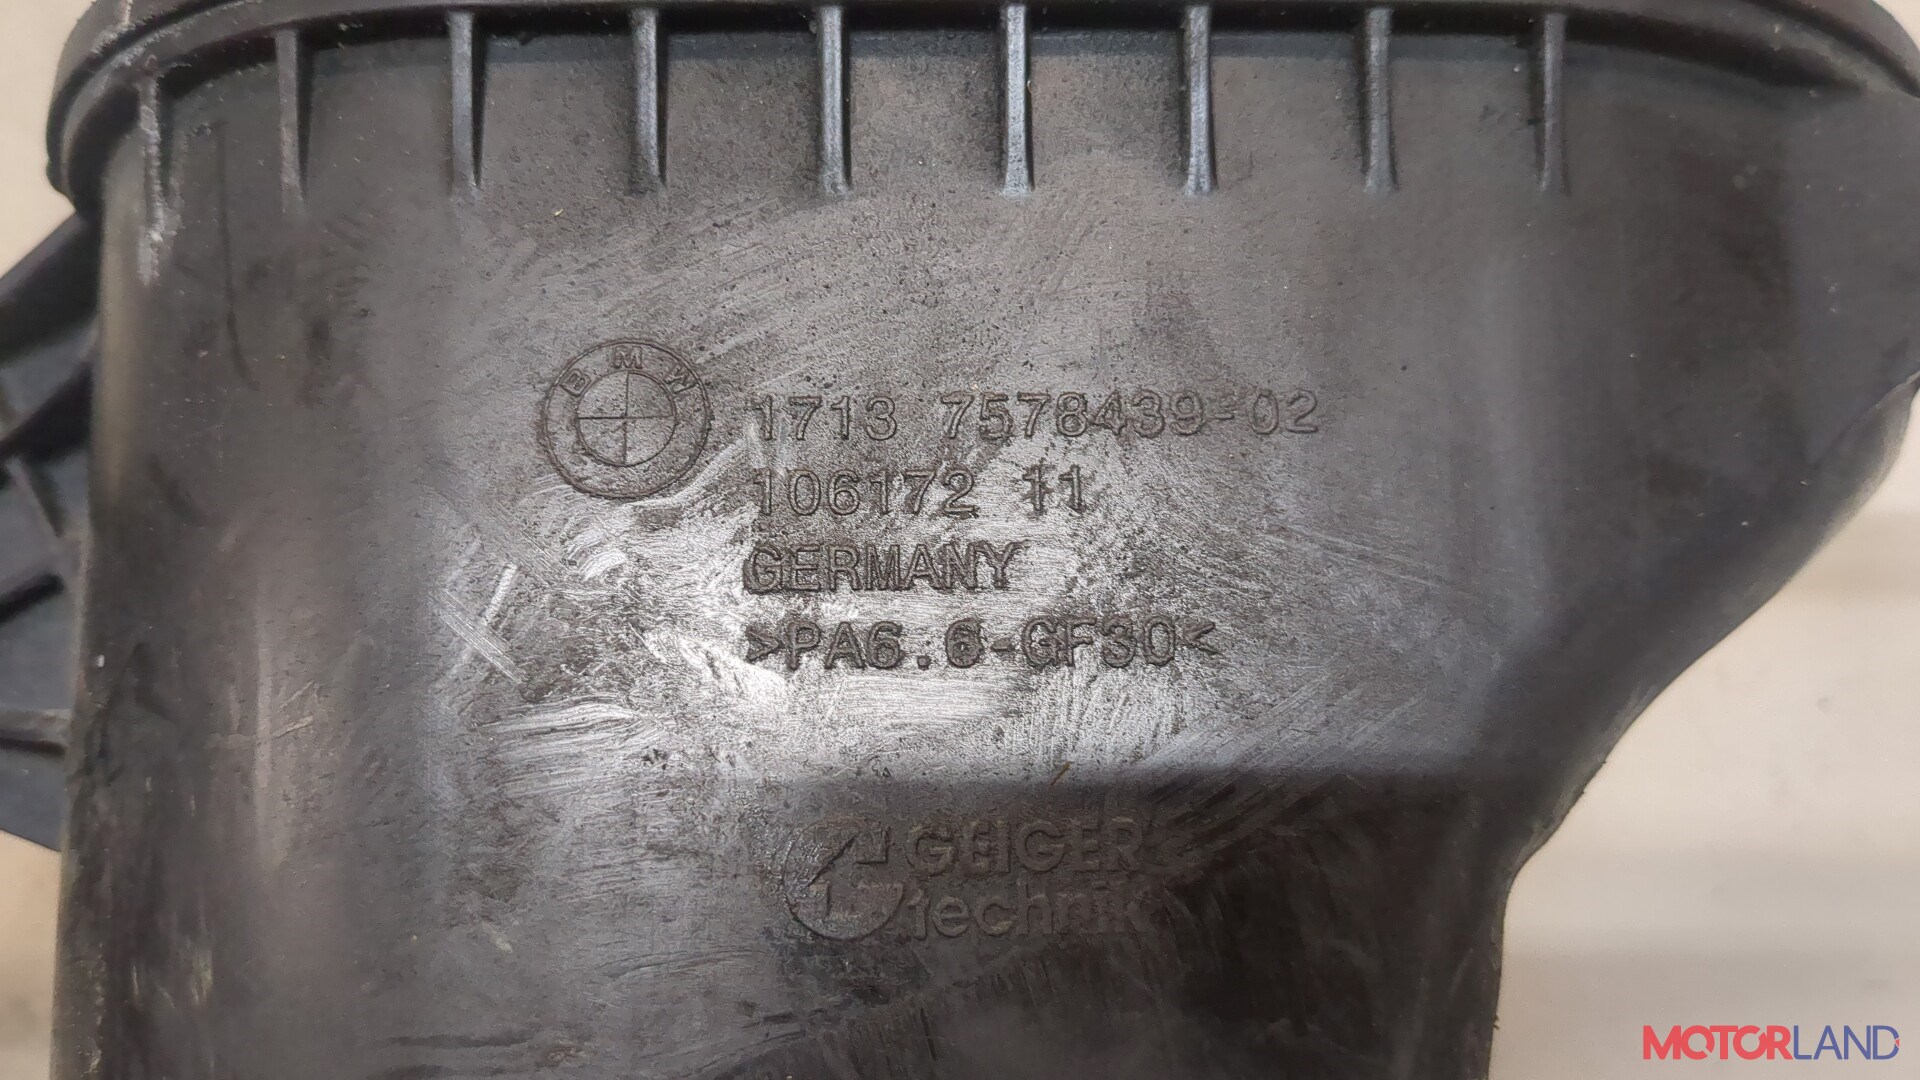 BMW
1713 7578439-02
106172 11
GERMANY
>PA6.6-GF30<
GEIGER
technik
MOTORLAND